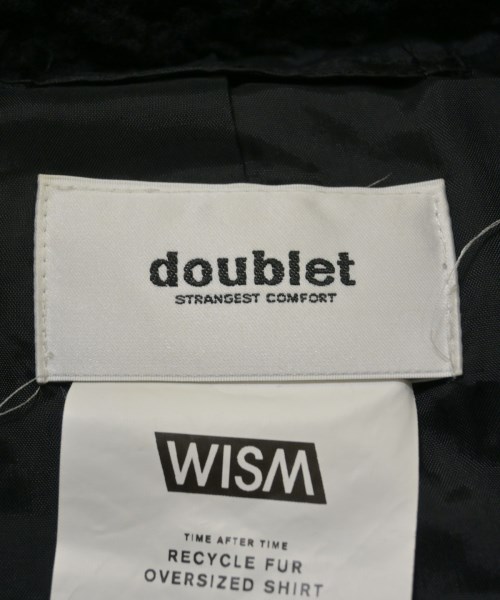 doublet
STRANGEST COMFORT
WISM
TIME AFTER TIME
RECYCLE FUR
OVERSIZED SHIRT